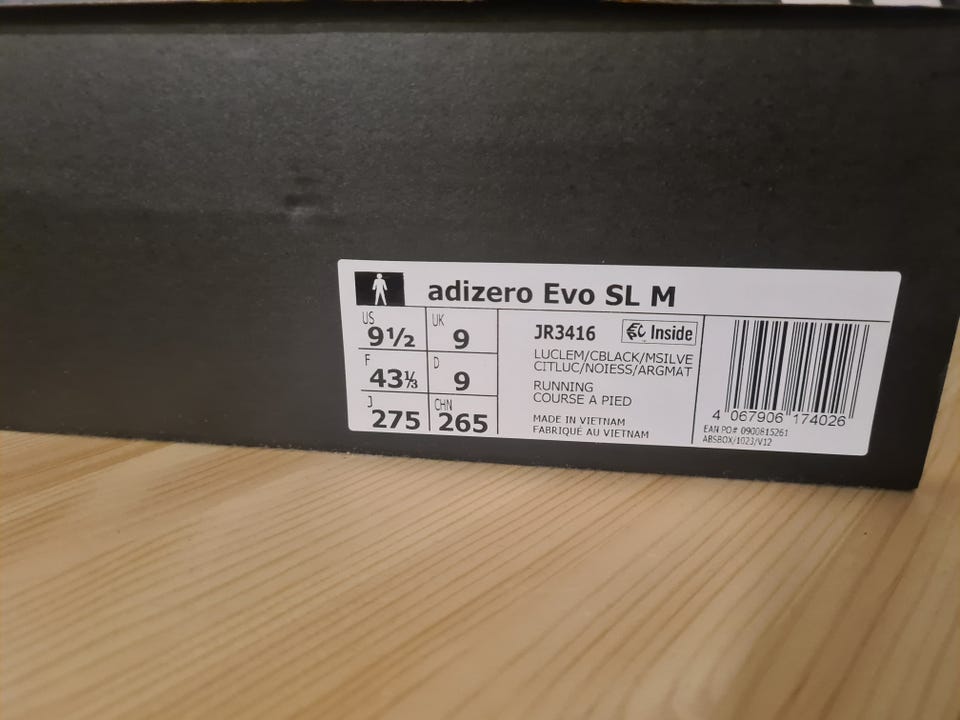 adizero Evo SL M
US 9½ UK 9
F 43⅓ D 9
J 275 CHN 265
JR3416 Inside
LUCLEM/CBLACK/MSILVE
CITLUC/NOIESS/ARGMAT
RUNNING
COURSE A PIED
MADE IN VIETNAM
FABRIQUÉ AU VIETNAM
4 067906 174026
EAN PO# 0900815261
ABSBOX/1023/V12